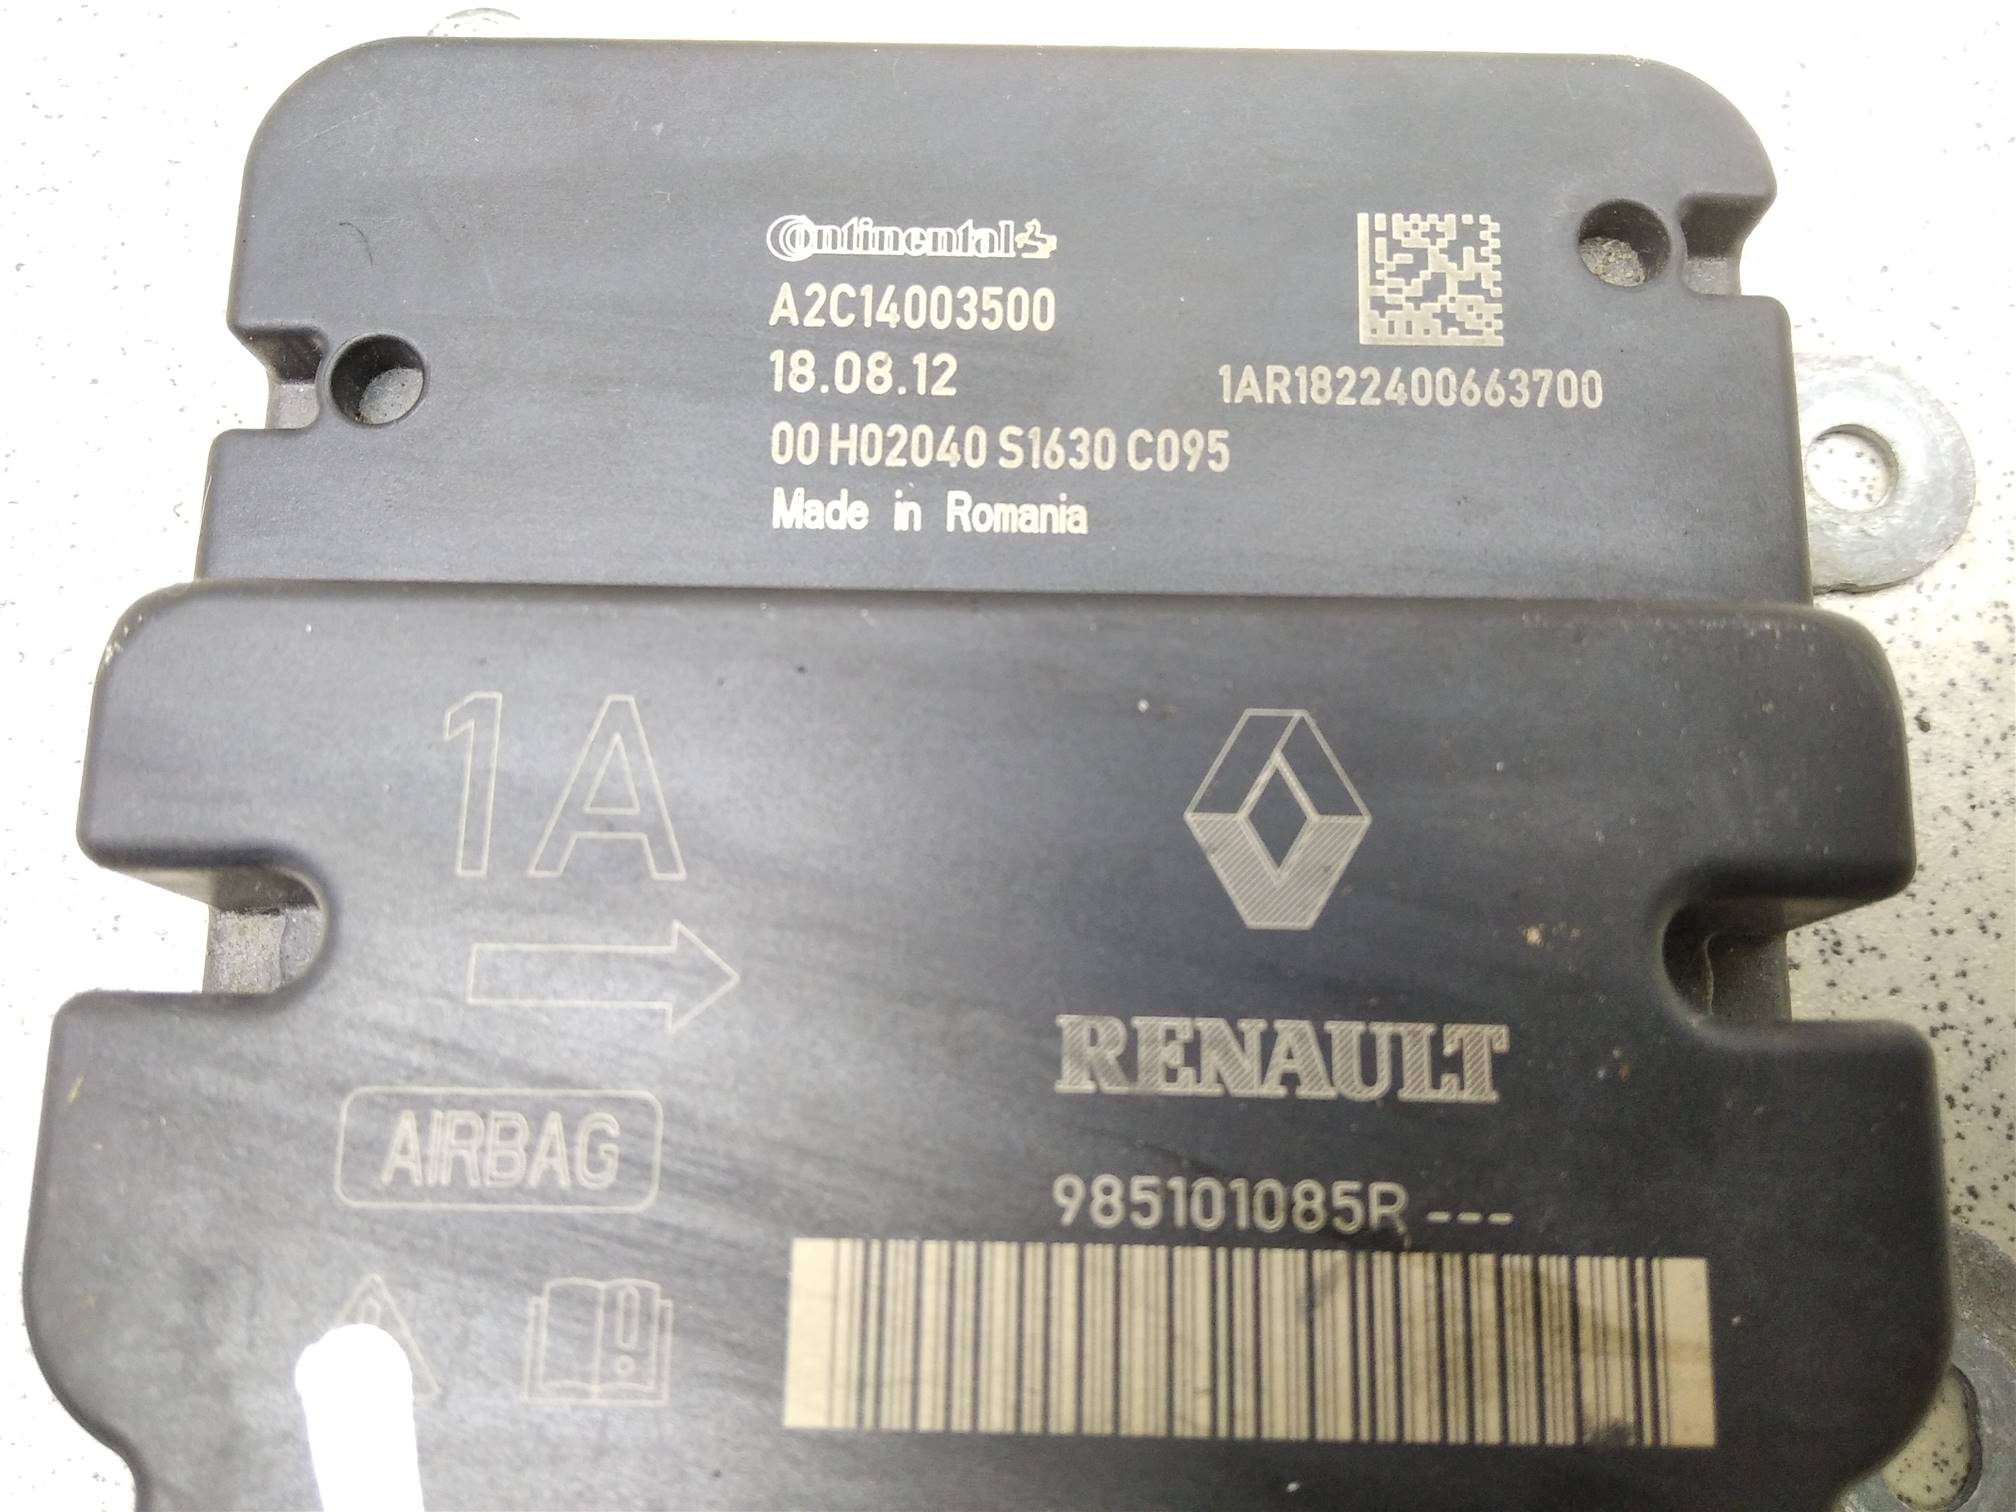 Continental
A2C14003500
18.08.12
1AR1822400663700
00 H02040 S1630 C095
Made in Romania
1A
RENAULT
AIRBAG
985101085R ---